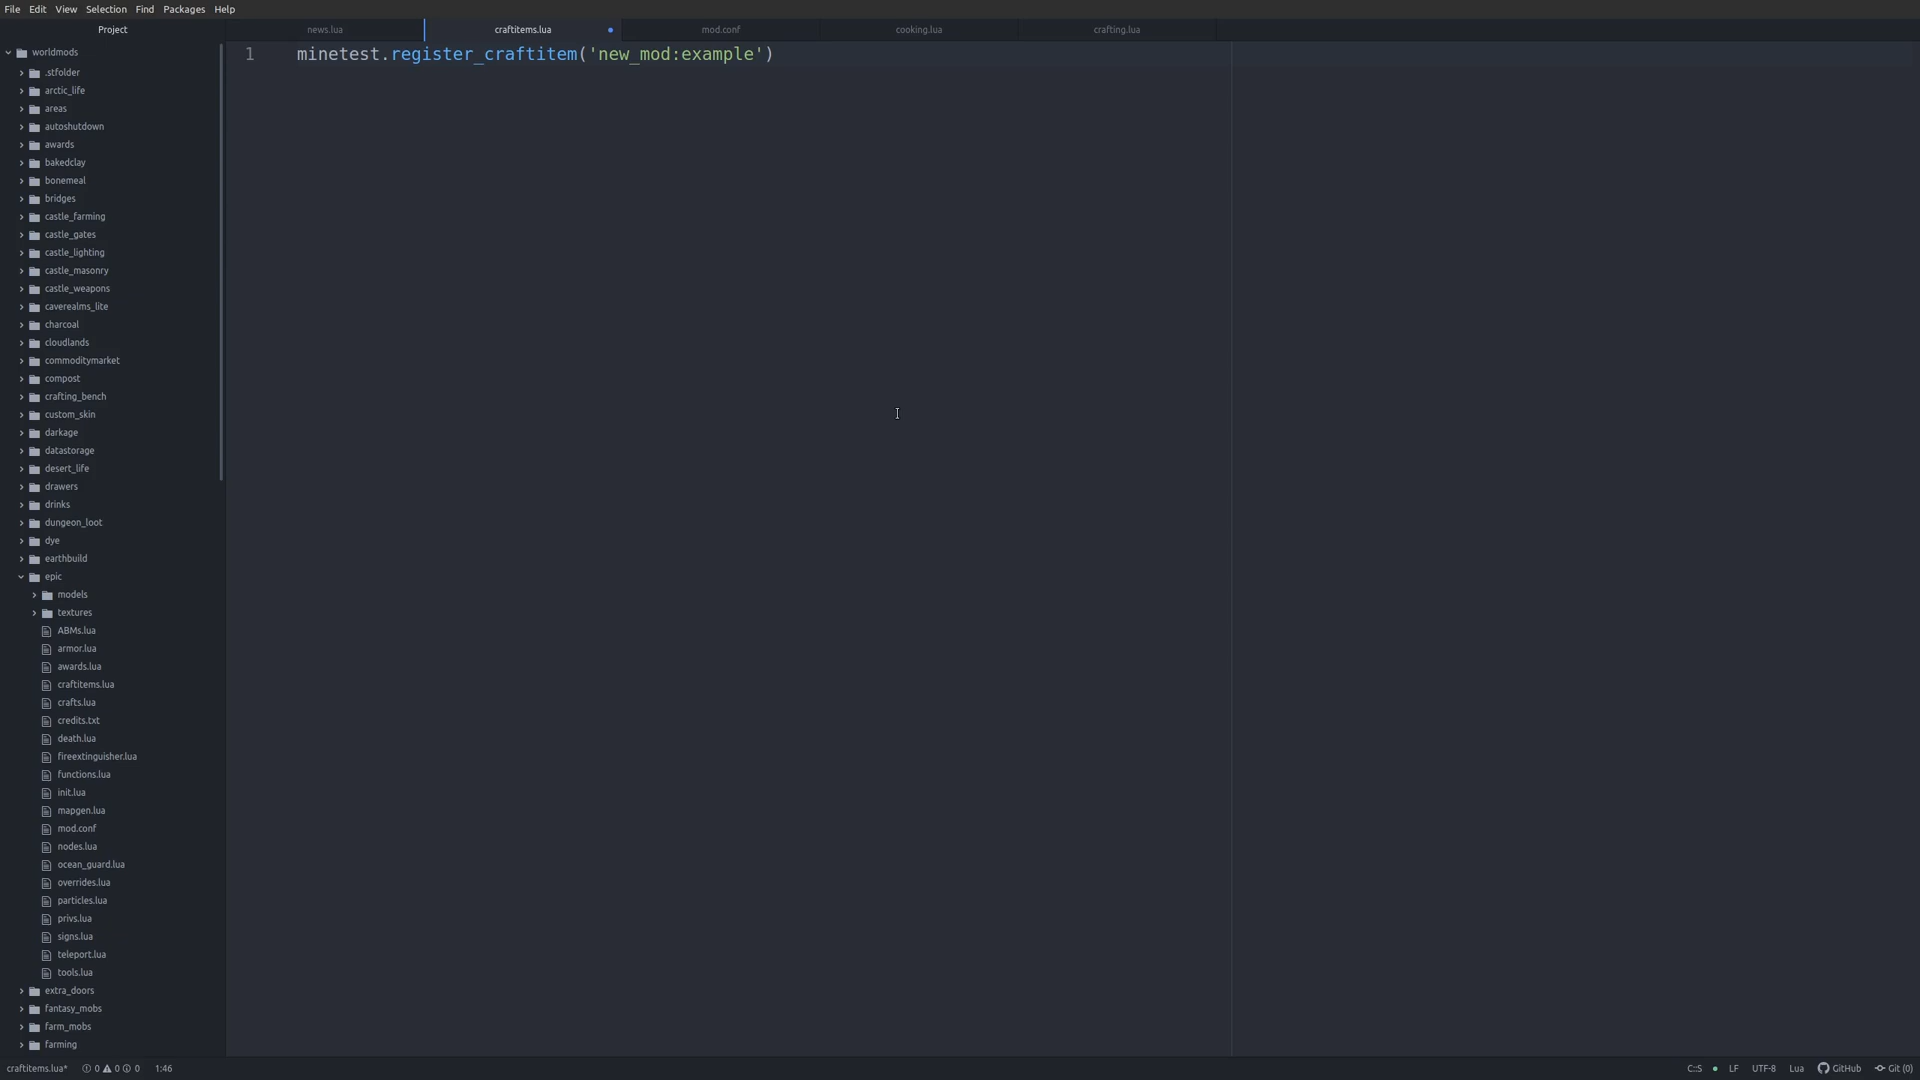 File Edit View Selection Find Packages Help
Project
news.lua craftitems.lua mod.conf cooking.lua crafting.lua
1 minetest.register_craftitem('new_mod:example')
worldmods
.stfolder
arctic_life
areas
autoshutdown
awards
bakedclay
bonemeal
bridges
castle_farming
castle_gates
castle_lighting
castle_masonry
castle_weapons
caverealms_lite
charcoal
cloudlands
commoditymarket
compost
crafting_bench
custom_skin
darkage
datastorage
desert_life
drawers
drinks
dungeon_loot
dye
earthbuild
epic
models
textures
ABMs.lua
armor.lua
awards.lua
craftitems.lua
crafts.lua
credits.txt
death.lua
fireextinguisher.lua
functions.lua
init.lua
mapgen.lua
mod.conf
nodes.lua
ocean_guard.lua
overrides.lua
particles.lua
privs.lua
signs.lua
teleport.lua
tools.lua
extra_doors
fantasy_mobs
farm_mobs
farming
craftitems.lua* 0 0 0 1:46 C::S LF UTF-8 Lua GitHub Git (0)